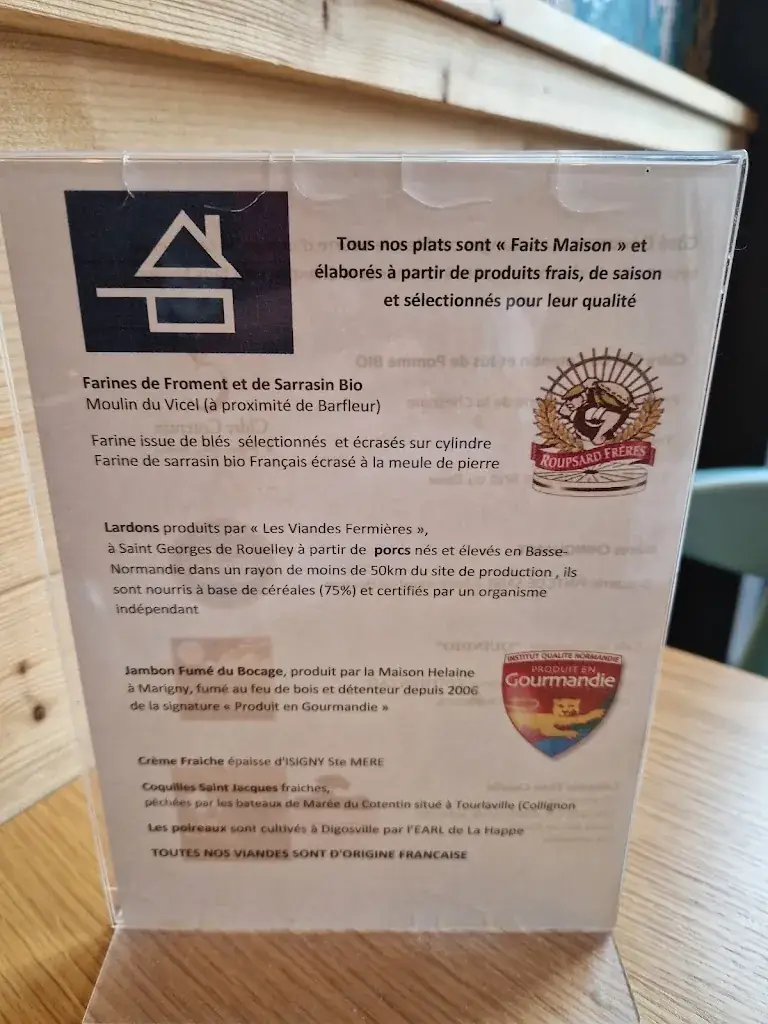 Tous nos plats sont « Faits Maison » et
élaborés à partir de produits frais, de saison
et sélectionnés pour leur qualité
Farines de Froment et de Sarrasin Bio
Moulin du Vicel (à proximité de Barfleur)
Farine issue de blés sélectionnés et écrasés sur cylindre
Farine de sarrasin bio Français écrasé à la meule de pierre
ROUPSARD FRÈRES
Lardons produits par « Les Viandes Fermières »,
à Saint Georges de Rouelley à partir de porcs nés et élevés en Basse-
Normandie dans un rayon de moins de 50km du site de production , ils
sont nourris à base de céréales (75%) et certifiés par un organisme
indépendant
Jambon Fumé du Bocage, produit par la Maison Helaine
à Marigny, fumé au feu de bois et détenteur depuis 2006
de la signature « Produit en Gourmandie »
INSTITUT QUALITE NORMANDIE
PRODUIT EN
Gourmandie
Crème Fraiche épaisse d'ISIGNY Ste MERE
Coquilles Saint Jacques fraiches,
pêchées par les bateaux de Marée du Cotentin situé à Tourlaville (Collignon
Les poireaux sont cultivés à Digosville par l'EARL de La Happe
TOUTES NOS VIANDES SONT D'ORIGINE FRANCAISE